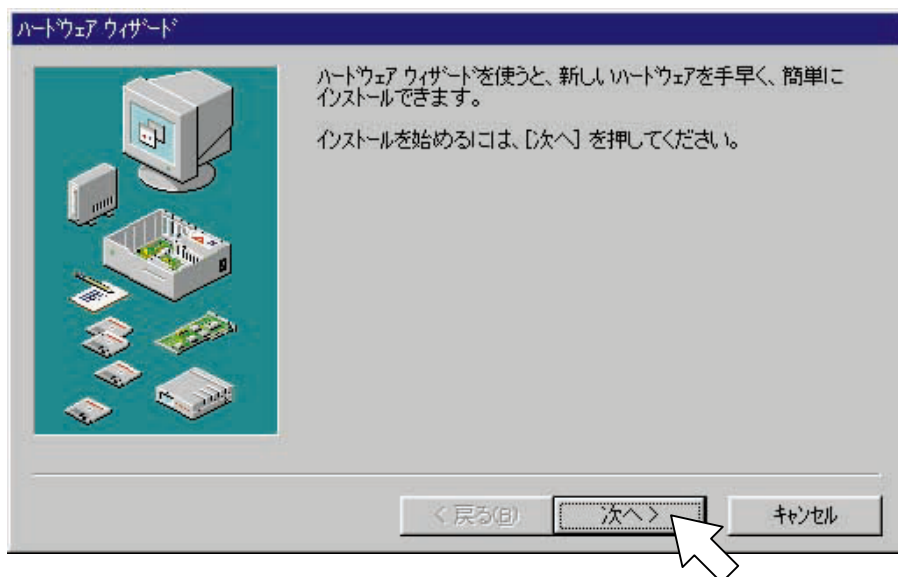 ハードウェア ウィザード
ハードウェア ウィザードを使うと、新しいハードウェアを手早く、簡単に
インストールできます。
インストールを始めるには、[次へ] を押してください。
< 戻る(B)
次へ >
キャンセル